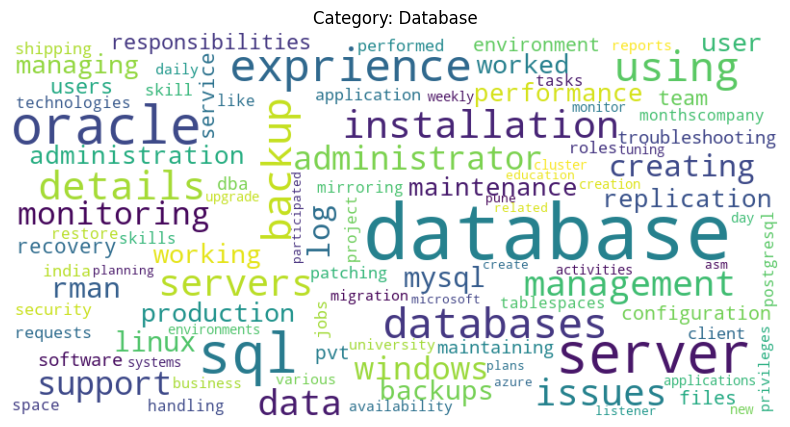 Category: Database
shipping responsibilities performed environment reports user
managing daily exprience worked using
users skill service tasks
technologies like application weekly performance team monitor monthscompany
oracle backup installation troubleshooting
administration administrator roles tuning creating
details dba mirroring maintenance cluster education creation replication
upgrade participated pune related
monitoring log project database day postgresql
restore skills
recovery working
india planning servers patching mysql create activities management asm
rman migration microsoft tablespaces
security production jobs databases configuration
requests environments linux sql university maintaining server client
software systems pvt windows plans privileges
support business various backups azure issues applications files
space handling data availability listener new